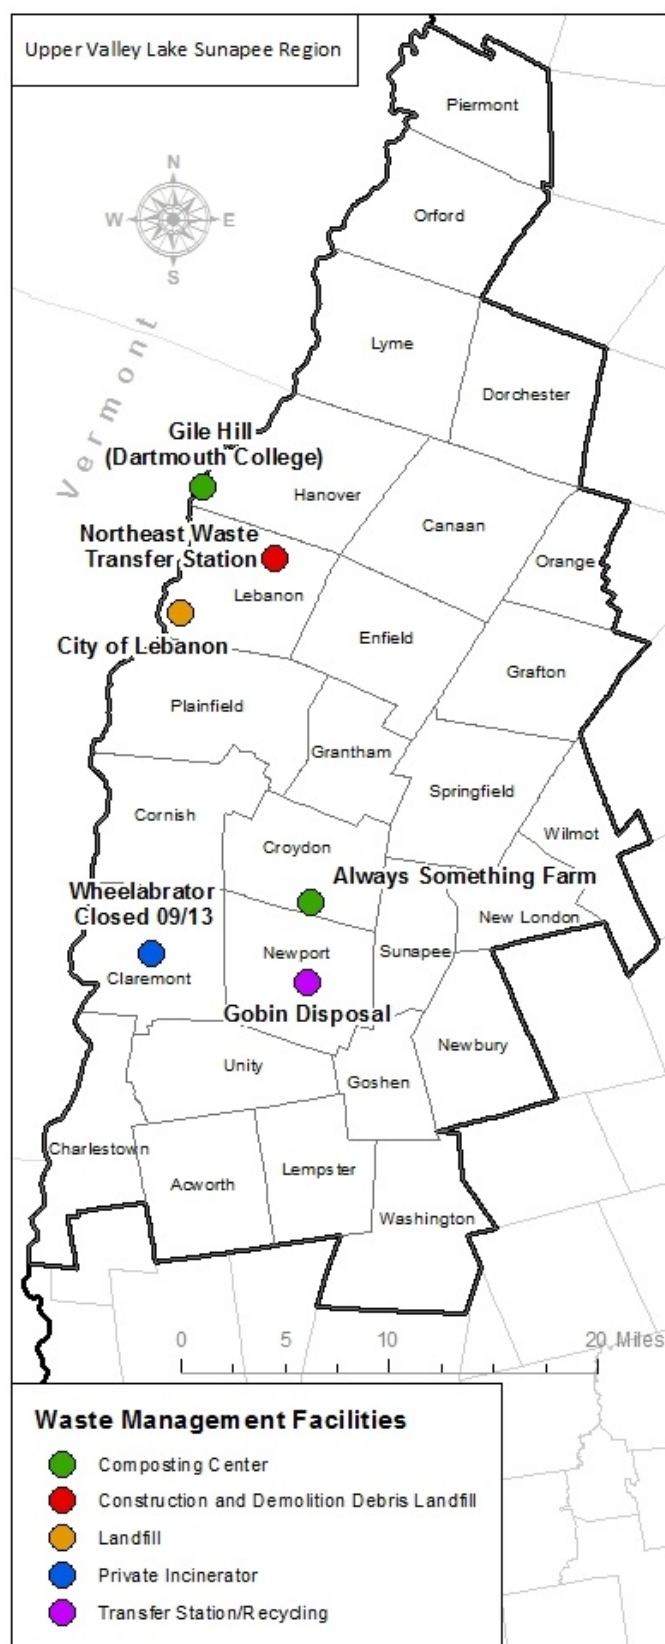 Upper Valley Lake Sunapee Region
Piermont
N
W
E
S
Orford
Vermont
Lyme
Dorchester
Gile Hill
(Dartmouth College)
Hanover
Canaan
Northeast Waste
Transfer Station
Orange
Lebanon
Enfield
City of Lebanon
Grafton
Plainfield
Grantham
Springfield
Cornish
Wilmot
Croydon
Always Something Farm
Wheelabrator
Closed 09/13
New London
Newport
Sunapee
Claremont
Gobin Disposal
Newbury
Unity
Goshen
Charlestown
Lempster
Acworth
Washington
0 5 10 20 Miles
Waste Management Facilities
Composting Center
Construction and Demolition Debris Landfill
Landfill
Private Incinerator
Transfer Station/Recycling